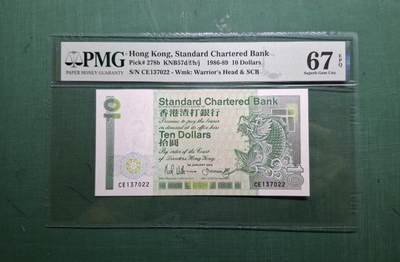 PMG
PAPER MONEY GUARANTY
Hong Kong, Standard Chartered Bank
Pick# 278b KNB57d/f/h/j 1986-89 10 Dollars
S/N CE137022 - Wmk: Warrior's Head & SCB
67 EPQ
Superb Gem Unc
10
Standard Chartered Bank
香港渣打銀行
Promises to pay the bearer
on demand at its office here
Ten Dollars
拾圓
By order of the Court
of Directors Hong Kong
CE137022
CE137022